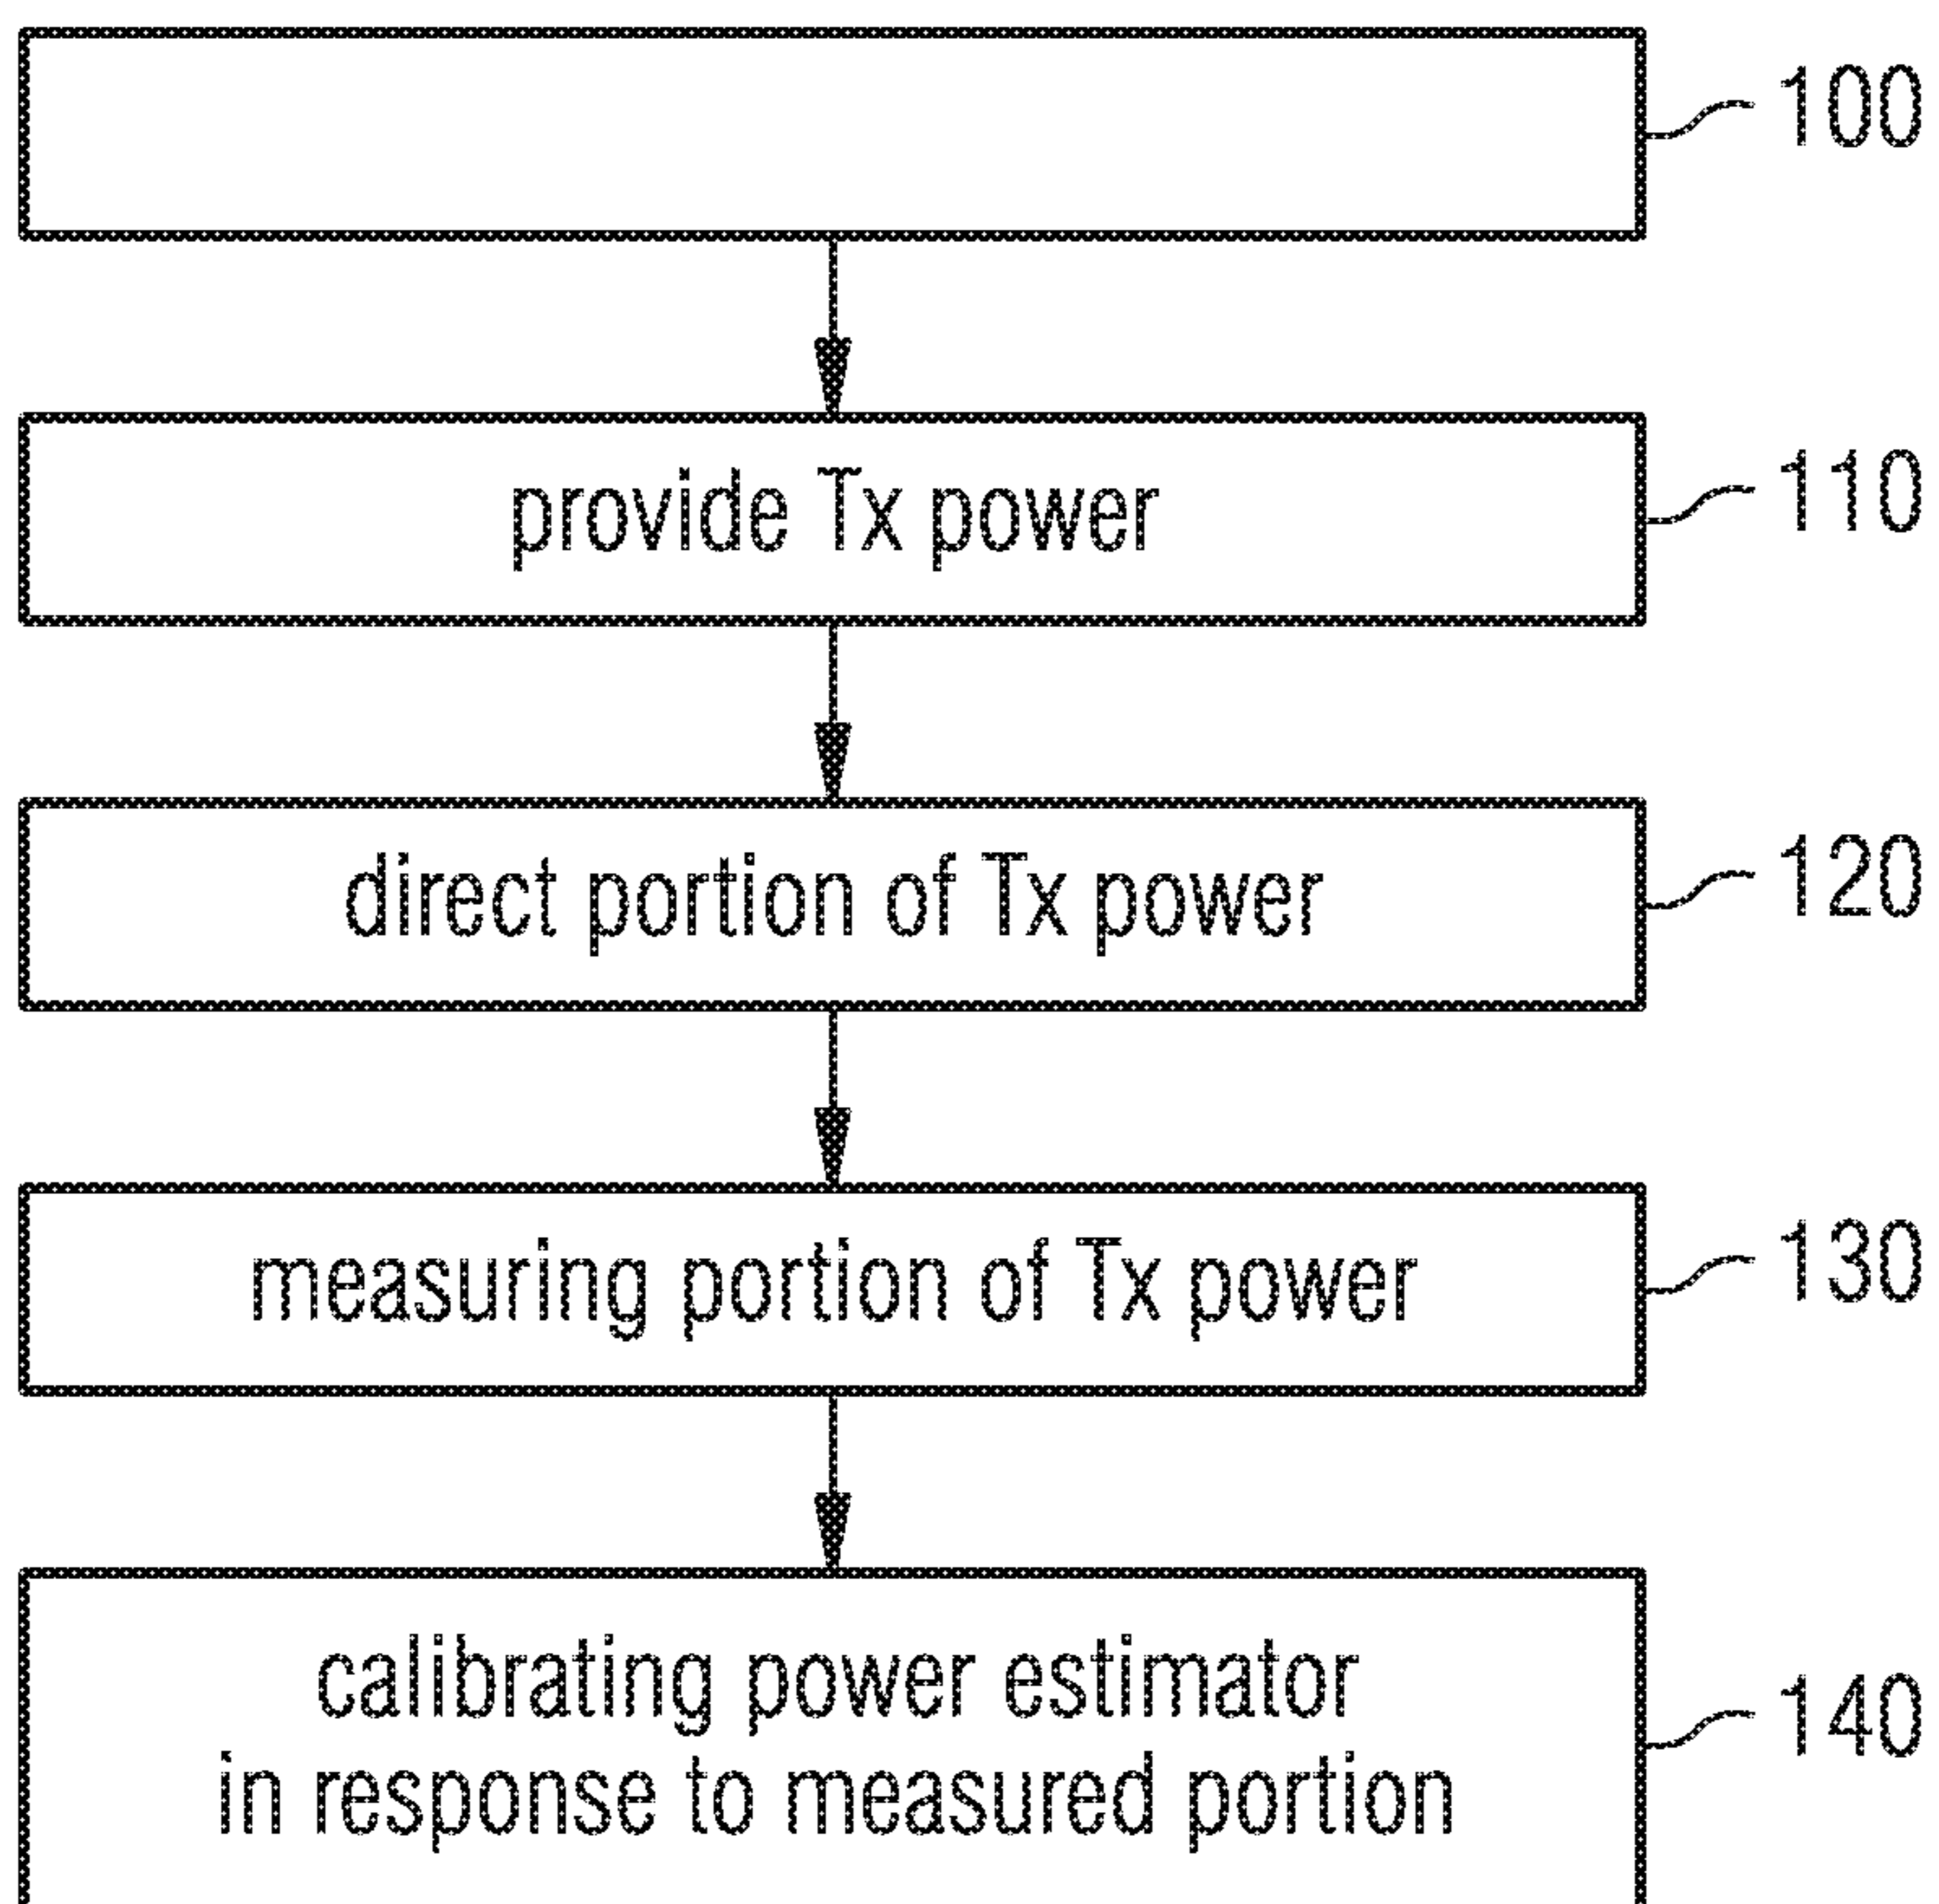 100
provide Tx power
110
direct portion of Tx power
120
measuring portion of Tx power
130
calibrating power estimator
in response to measured portion
140